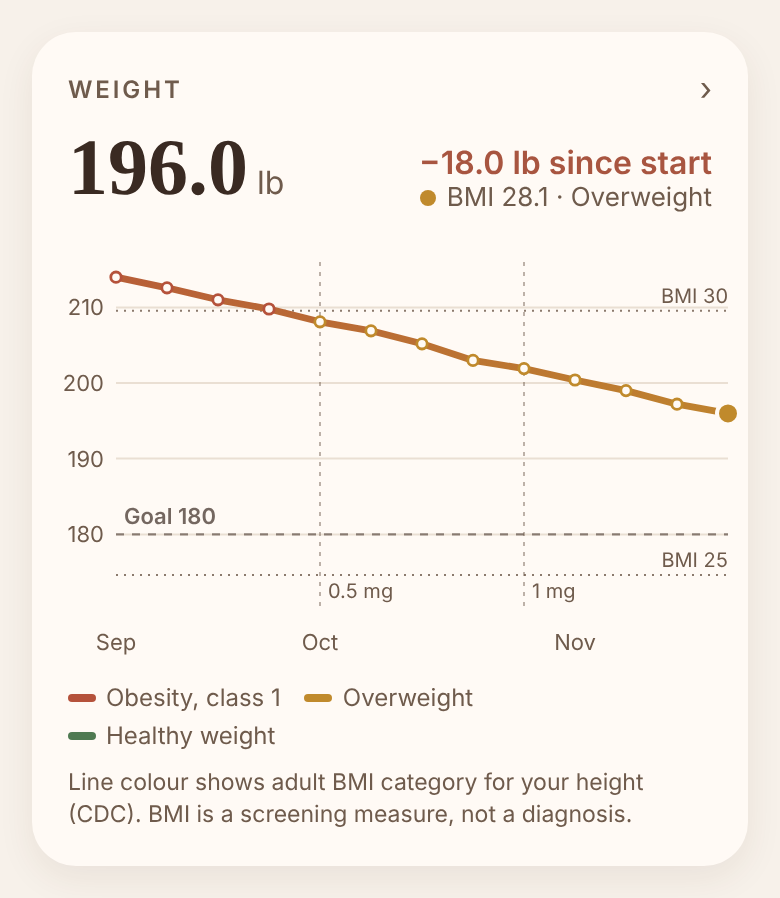 WEIGHT ›
196.0 lb
−18.0 lb since start
BMI 28.1 · Overweight
210
BMI 30
200
190
Goal 180
180
BMI 25
0.5 mg
1 mg
Sep Oct Nov
Obesity, class 1 Overweight
Healthy weight
Line colour shows adult BMI category for your height
(CDC). BMI is a screening measure, not a diagnosis.